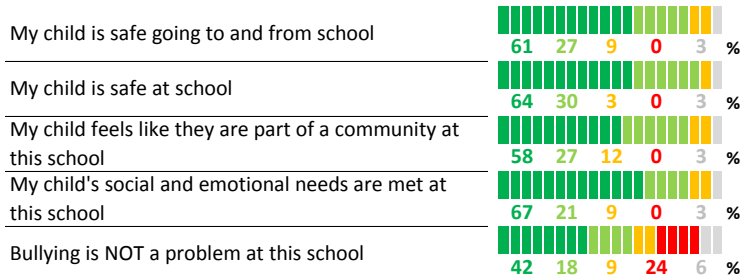 My child is safe going to and from school
61 27 9 0 3 %
My child is safe at school
64 30 3 0 3 %
My child feels like they are part of a community at
this school
58 27 12 0 3 %
My child's social and emotional needs are met at
this school
67 21 9 0 3 %
Bullying is NOT a problem at this school
42 18 9 24 6 %